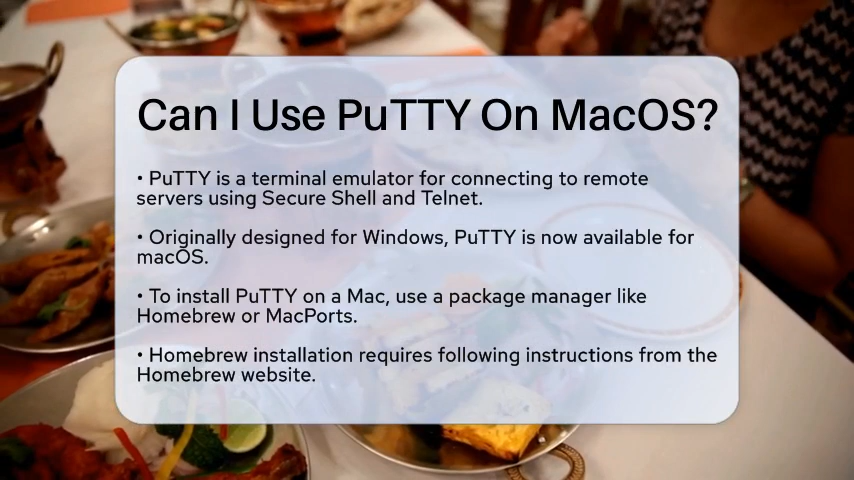 Can I Use PuTTY On MacOS?
• PuTTY is a terminal emulator for connecting to remote
servers using Secure Shell and Telnet.
• Originally designed for Windows, PuTTY is now available for
macOS.
• To install PuTTY on a Mac, use a package manager like
Homebrew or MacPorts.
• Homebrew installation requires following instructions from the
Homebrew website.